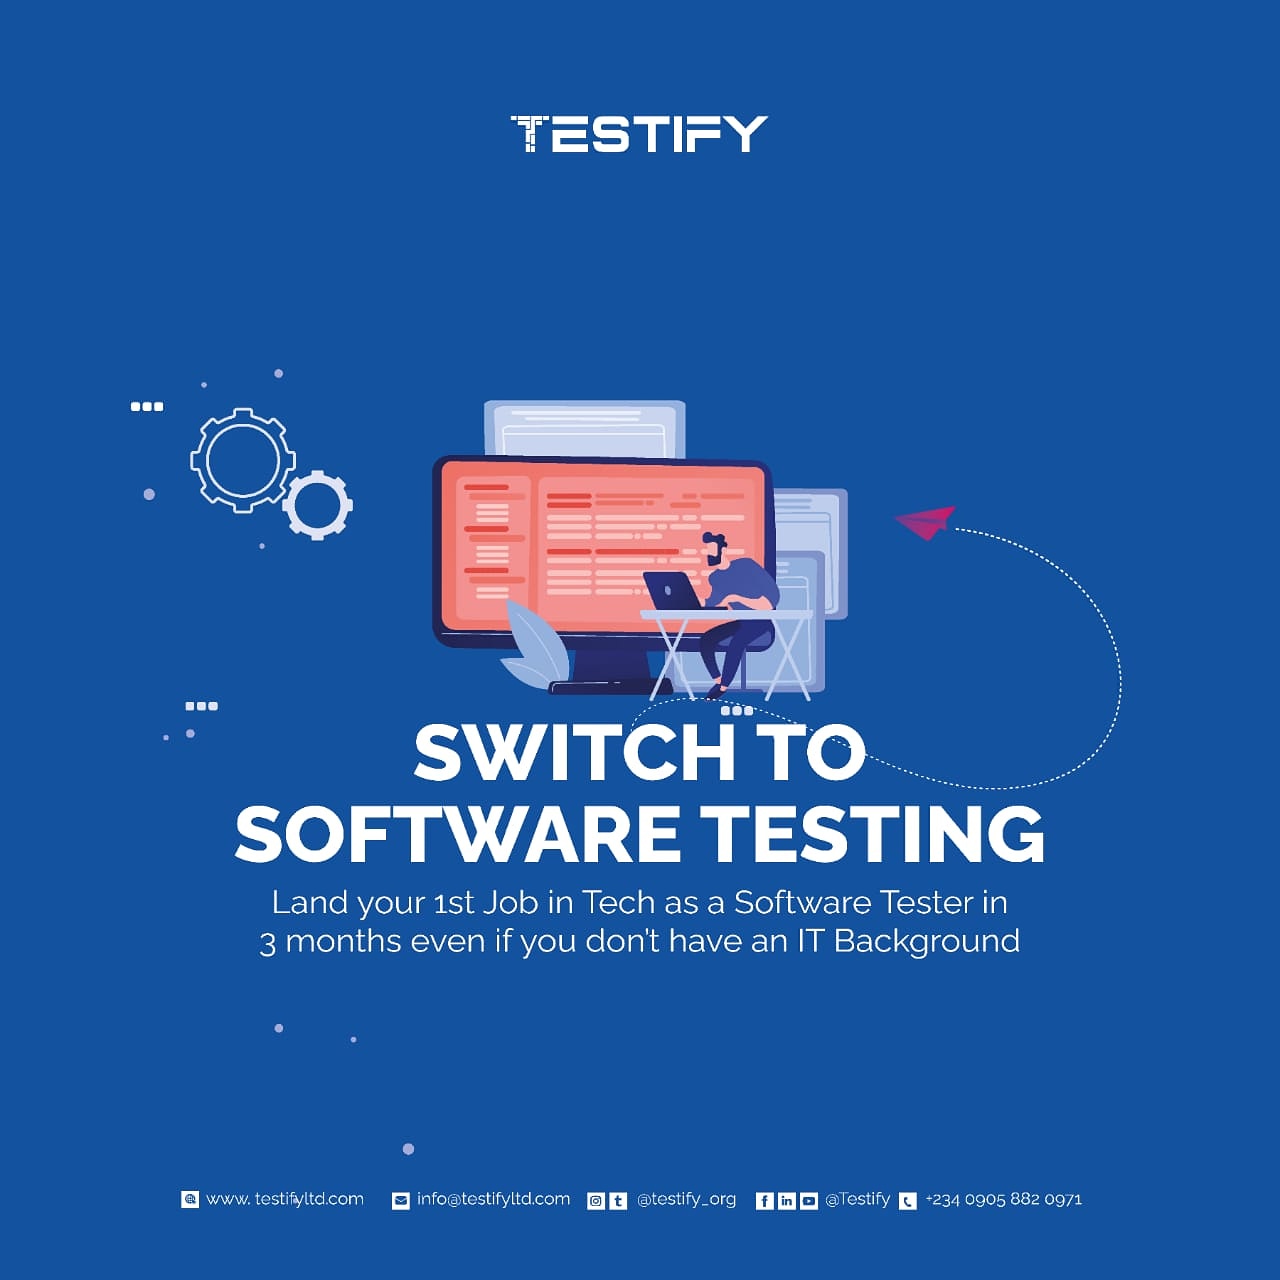 TESTIFY
SWITCH TO
SOFTWARE TESTING
Land your 1st Job in Tech as a Software Tester in
3 months even if you don't have an IT Background
www. testifyltd.com info@testifyltd.com @testify_org @Testify +234 0905 882 0971